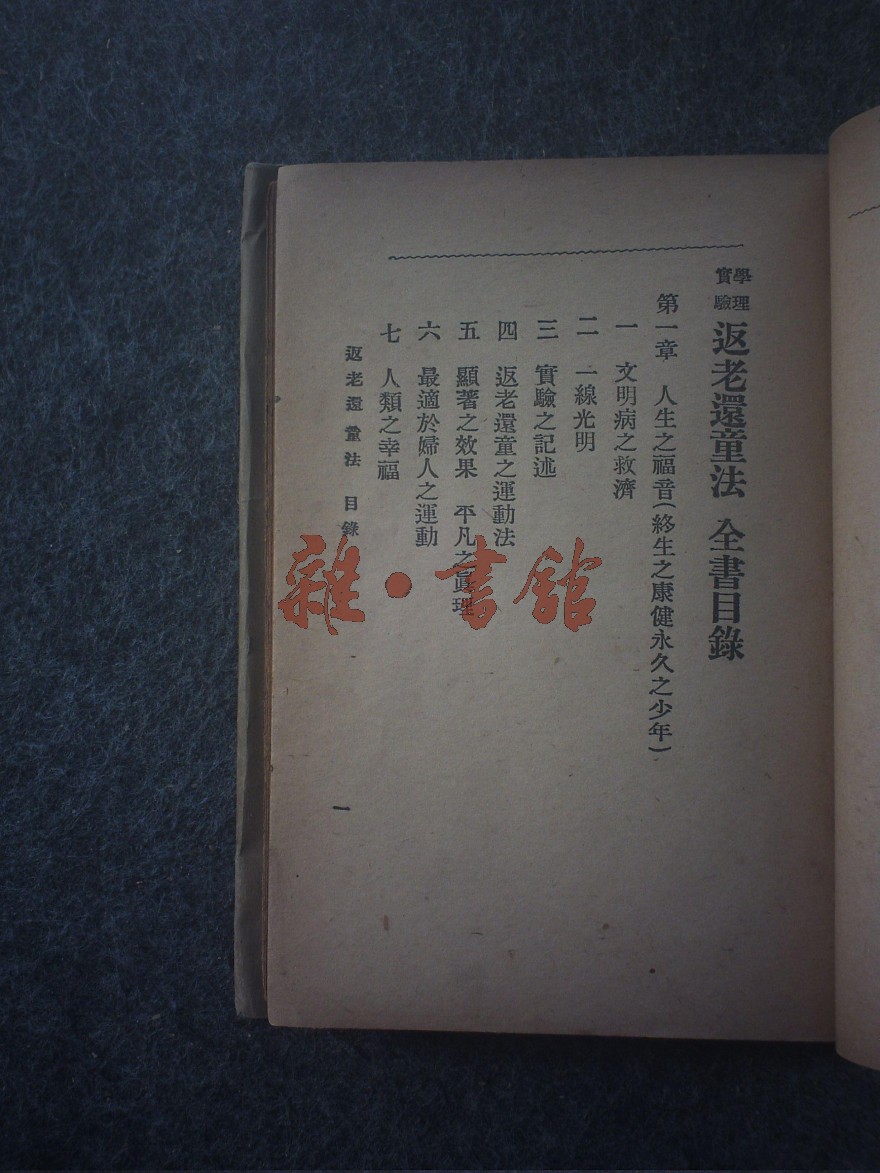 學理實驗 返老還童法 全書目錄
第一章 人生之福音(終生之康健永久之少年)
一 文明病之救濟
二 一線光明
三 實驗之記述
四 返老還童之運動法
五 顯著之效果 平凡之眞理
六 最適於婦人之運動
七 人類之幸福
返老還童法 目錄
一
雜·書館